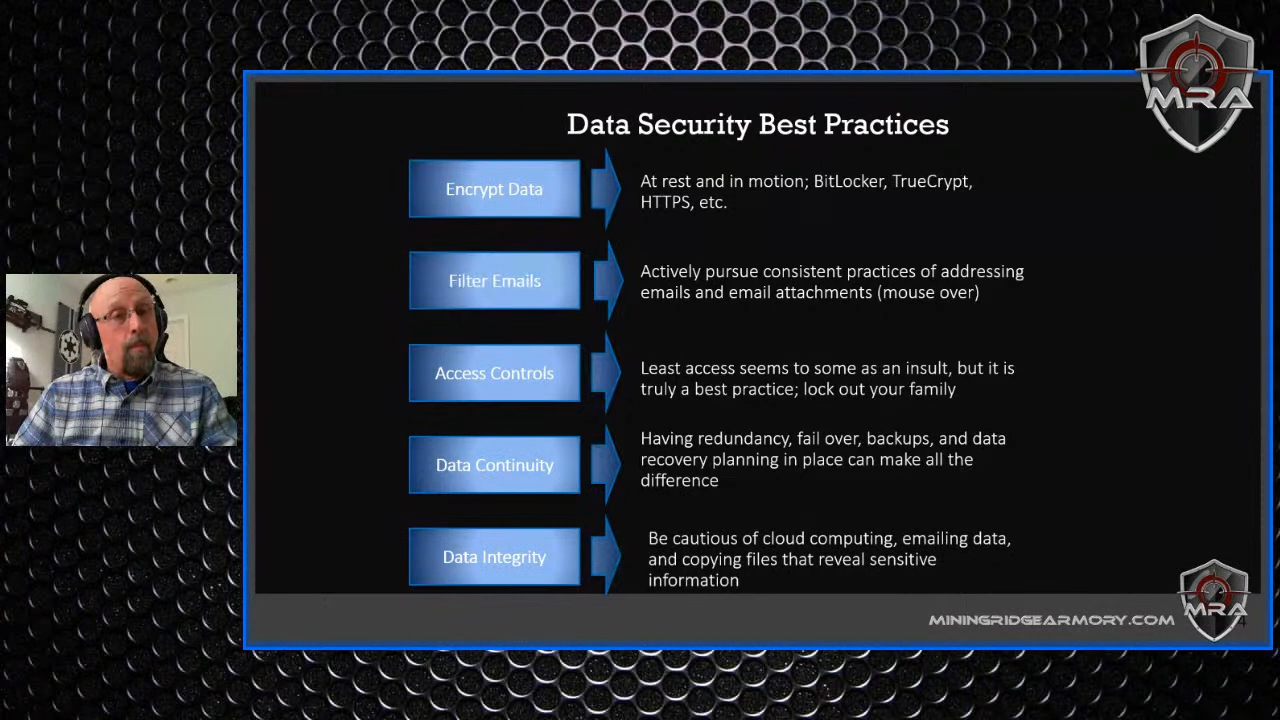 MRA
Data Security Best Practices
Encrypt Data
At rest and in motion; BitLocker, TrueCrypt,
HTTPS, etc.
Filter Emails
Actively pursue consistent practices of addressing
emails and email attachments (mouse over)
Access Controls
Least access seems to some as an insult, but it is
truly a best practice; lock out your family
Data Continuity
Having redundancy, fail over, backups, and data
recovery planning in place can make all the
difference
Data Integrity
Be cautious of cloud computing, emailing data,
and copying files that reveal sensitive
information
MININGRIDGEARMORY.COM
MRA
4